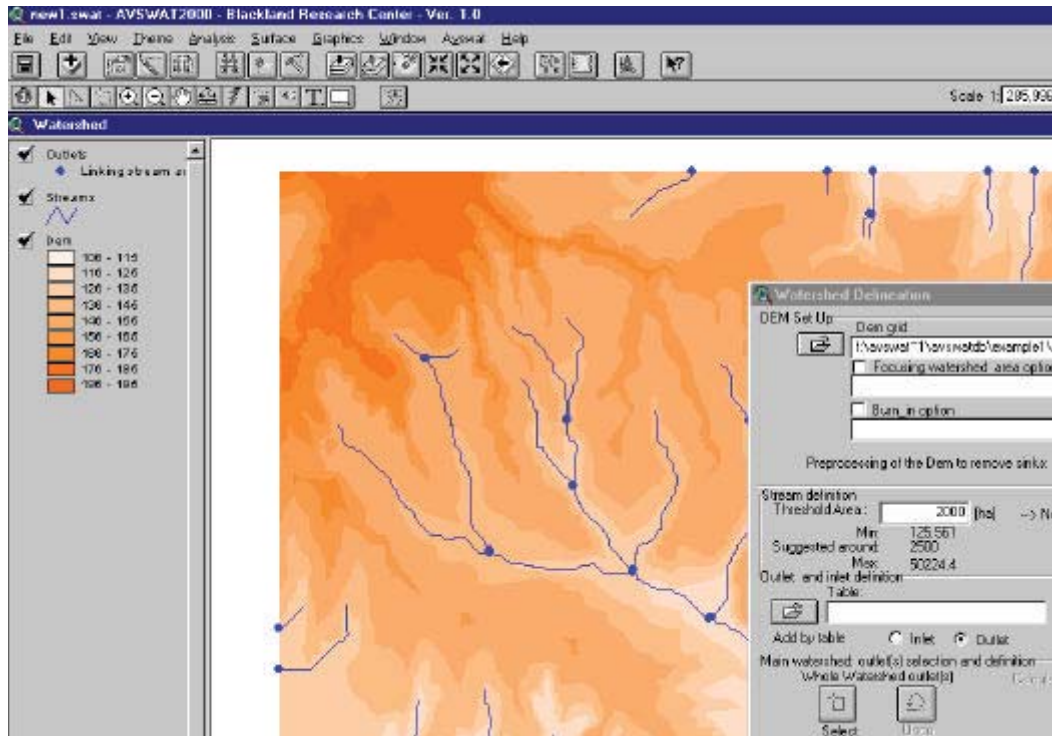 new1.swat - AVSWAT2000 - Blackland Research Center - Ver. 1.0
File Edit View Theme Analysis Surface Graphics Window Avswat Help
Scale 1:
Watershed
Outlets
Linking stream
Streams
Dem
106 - 115
116 - 126
126 - 136
136 - 146
146 - 156
156 - 166
166 - 176
176 - 186
186 - 196
Watershed Delineation
DEM Set Up
Dem grid
Focusing watershed area option
Burn_in option
Preprocessing of the Dem to remove sinks:
Stream definition
Threshold Area: 2000 [ha] -->
Min: 125.561
Suggested around: 2500
Max: 50224.4
Outlet and inlet definition
Table:
Add by table Inlet Outlet
Main watershed outlet(s) selection and definition
Whole Watershed outlet(s)
Select Undo